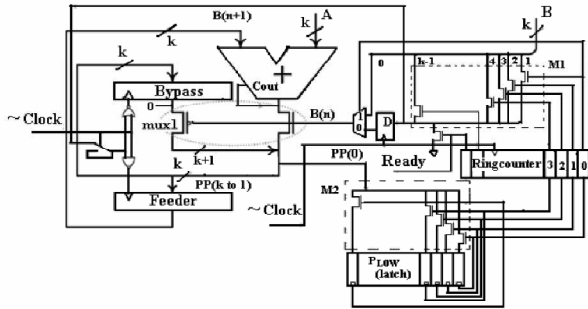 B(n+1)
A
k
k
k
B
k
0
k-1
4 3 2 1
M1
Cout
+
Bypass
0
mux1
B(n)
1
0
D
~ Clock
k+1
Ready
PP(0)
Ringcounter 3 2 1 0
k
PP(k to 1)
M2
Feeder
~ Clock
PLOW
(latch)